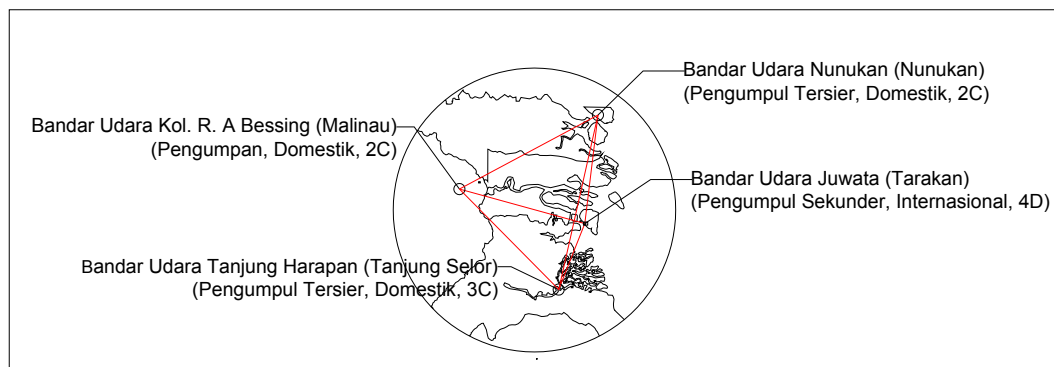 Bandar Udara Nunukan (Nunukan)
(Pengumpul Tersier, Domestik, 2C)
Bandar Udara Kol. R. A Bessing (Malinau)
(Pengumpan, Domestik, 2C)
Bandar Udara Juwata (Tarakan)
(Pengumpul Sekunder, Internasional, 4D)
Bandar Udara Tanjung Harapan (Tanjung Selor)
(Pengumpul Tersier, Domestik, 3C)